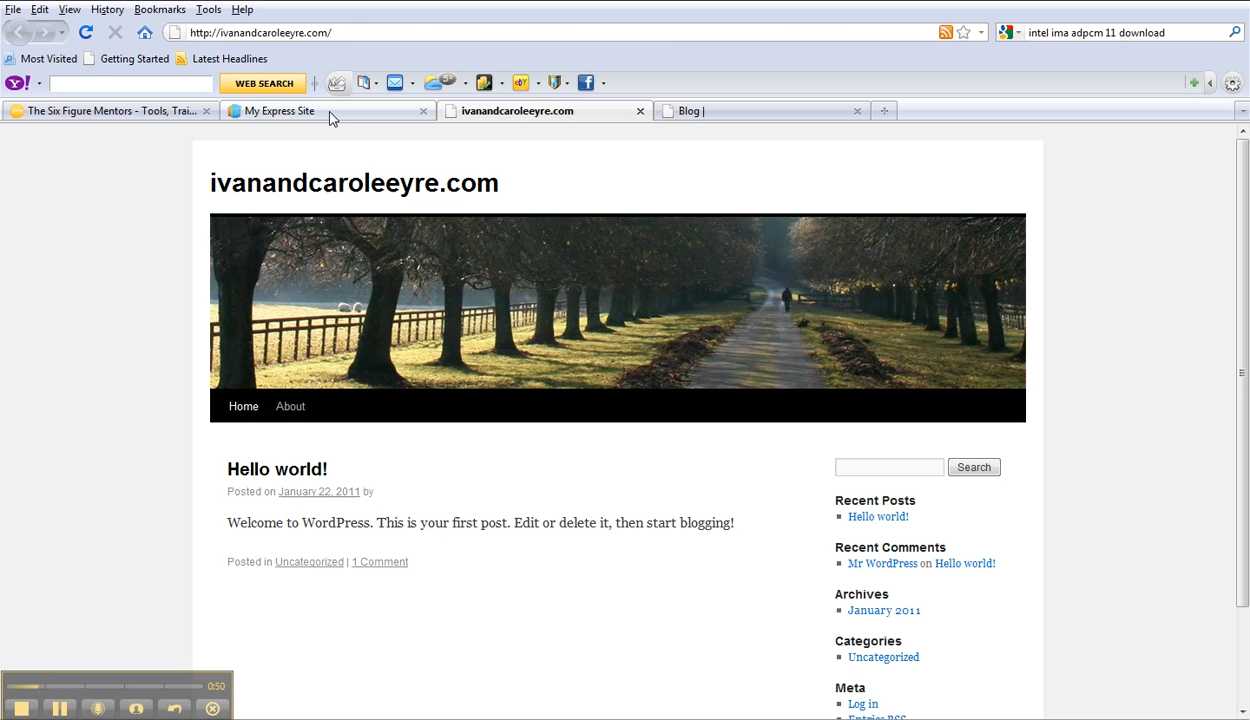 File Edit View History Bookmarks Tools Help
http://ivanandcaroleeyre.com/ intel ima adpcm 11 download
Most Visited Getting Started Latest Headlines
Y! WEB SEARCH 5° eBY f
The Six Figure Mentors - Tools, Trai... My Express Site ivanandcaroleeyre.com Blog |
ivanandcaroleeyre.com
Home About
Hello world!
Posted on January 22, 2011 by
Welcome to WordPress. This is your first post. Edit or delete it, then start blogging!
Posted in Uncategorized | 1 Comment
Search
Recent Posts
Hello world!
Recent Comments
Mr WordPress on Hello world!
Archives
January 2011
Categories
Uncategorized
Meta
Log in
Entries RSS
0:50